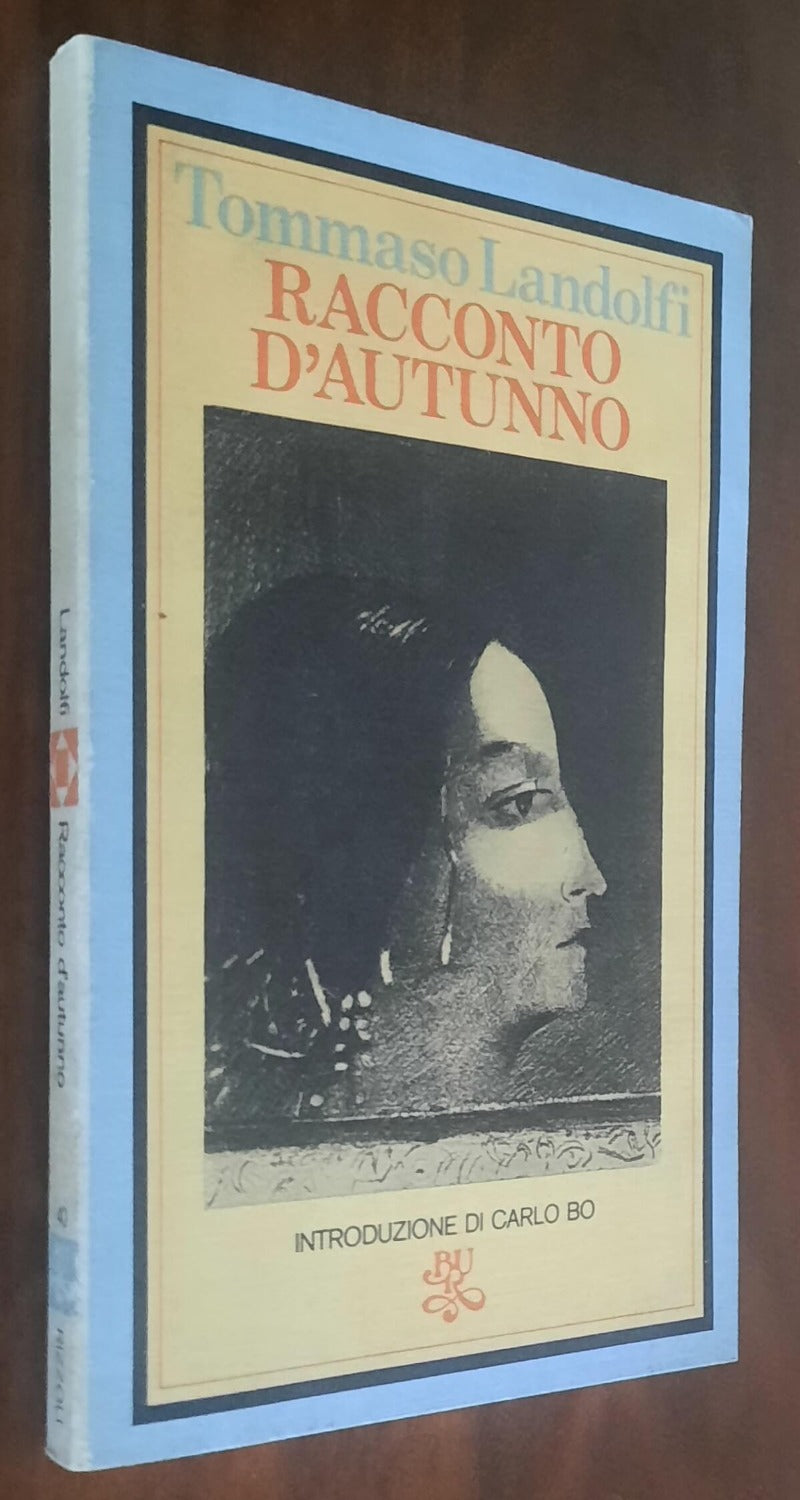 Tommaso Landolfi
RACCONTO
D'AUTUNNO
INTRODUZIONE DI CARLO BO
BUR
Landolfi
Racconto d'autunno
RIZZOLI